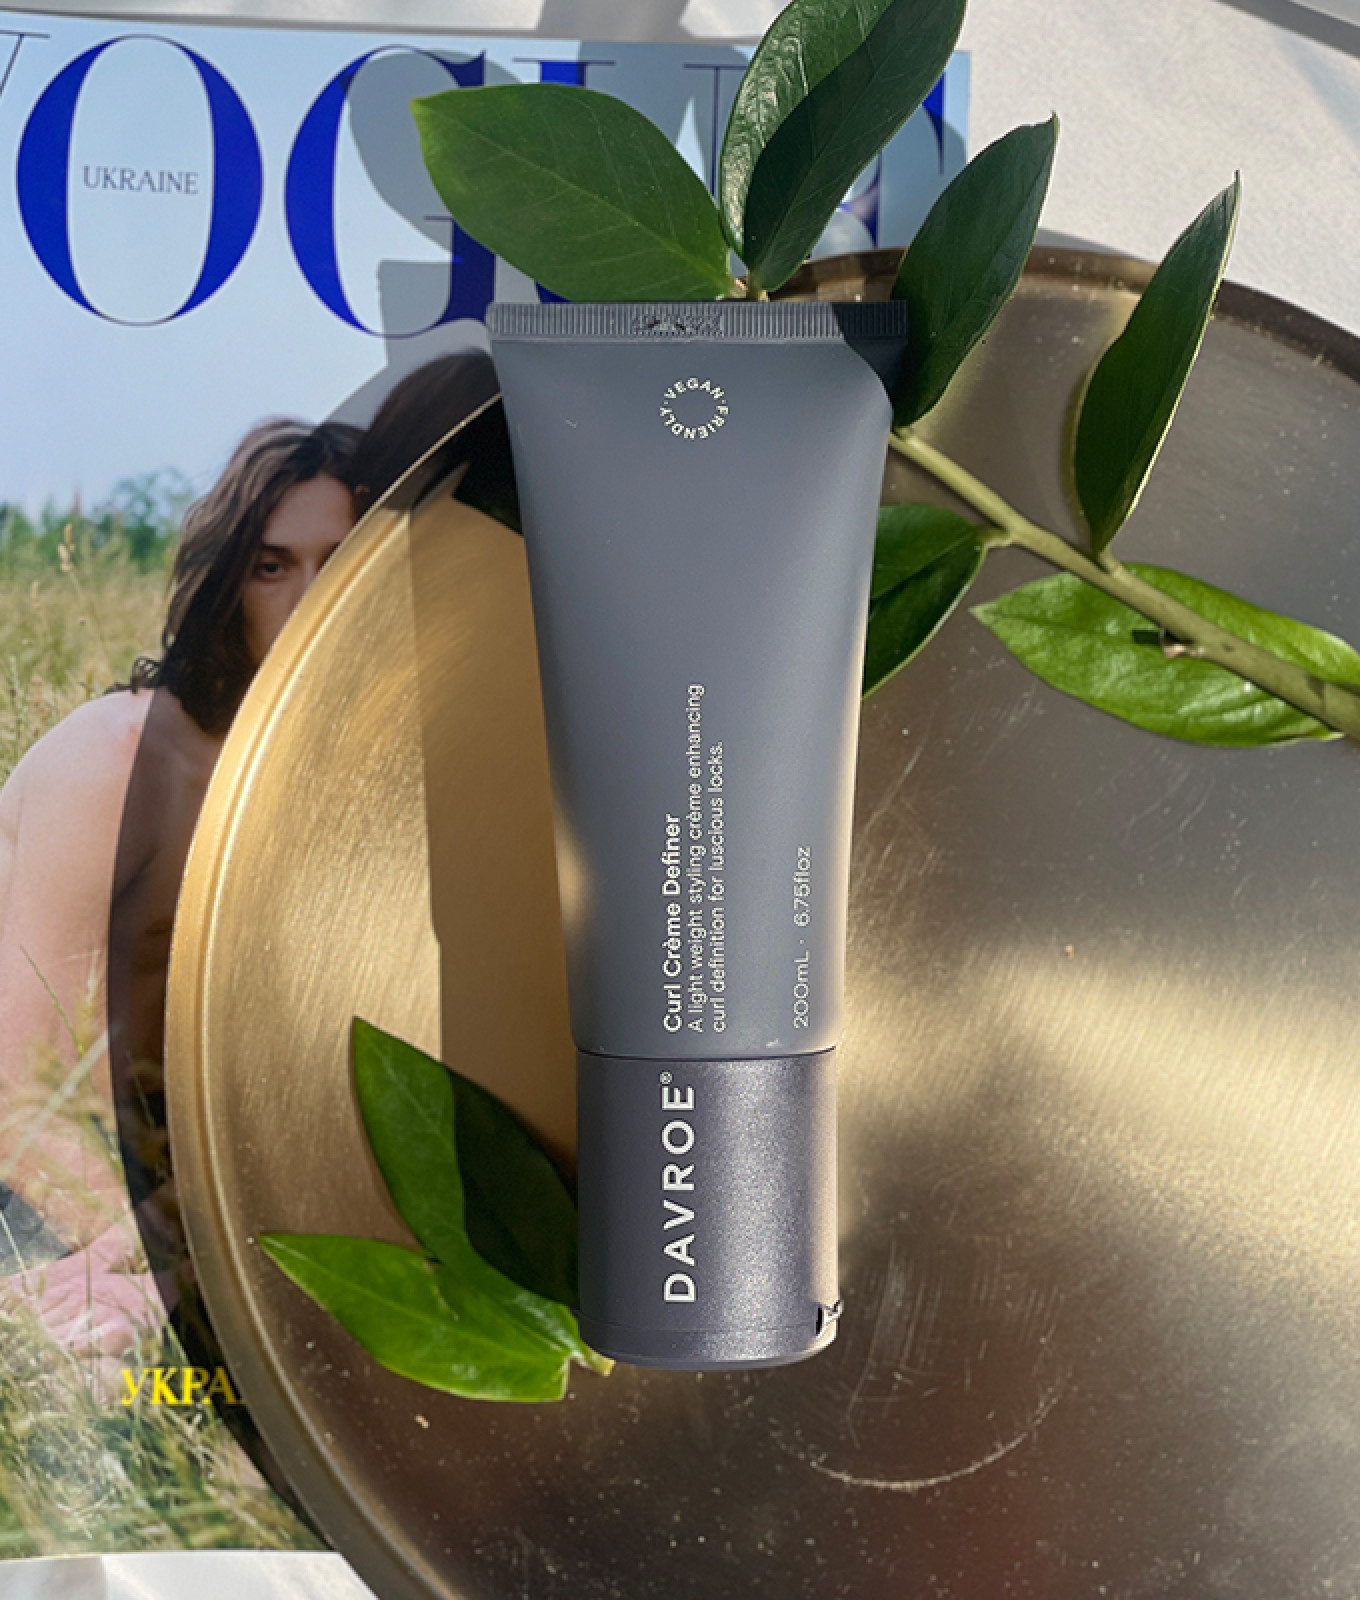 VOGUE
UKRAINE
VEGAN · FRIENDLY ·
Curl Crème Definer
A light weight styling crème enhancing
curl definition for luscious locks.
200mL · 6.75floz
DAVROE®